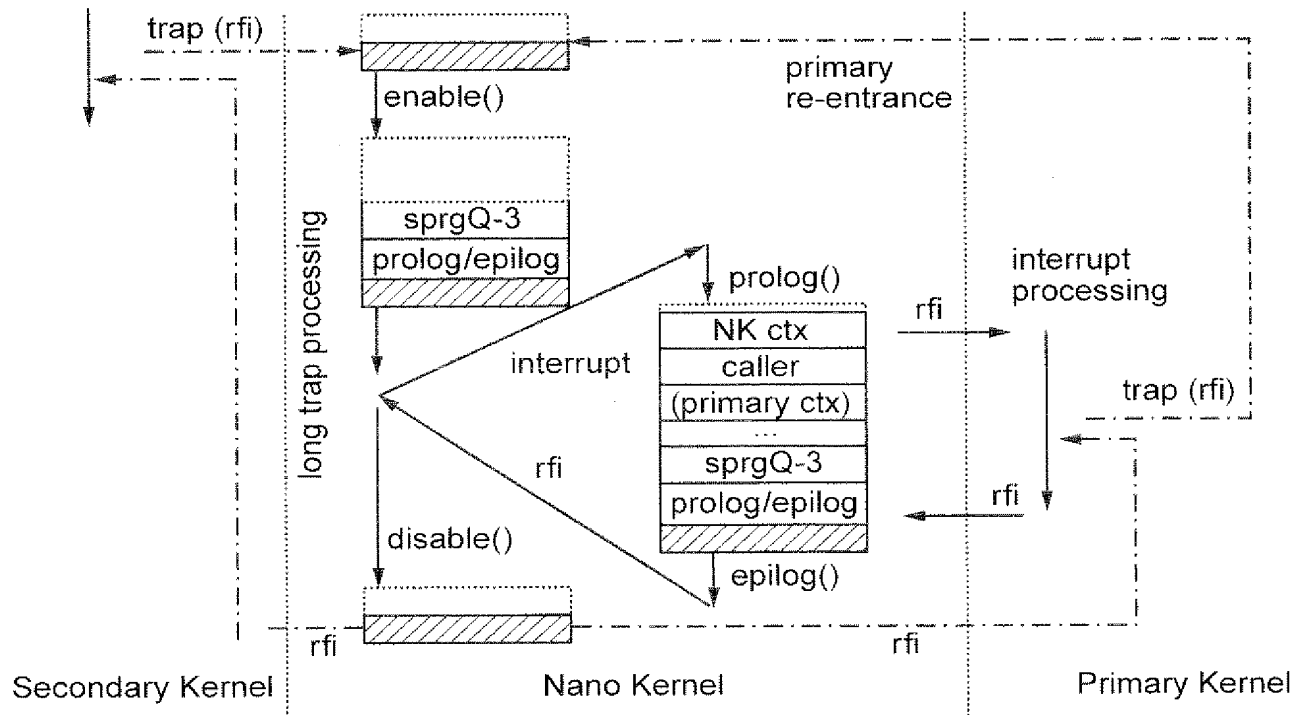 trap (rfi)
primary
re-entrance
enable()
long trap processing
sprgQ-3
prolog/epilog
prolog()
interrupt
processing
rfi
NK ctx
interrupt
caller
(primary ctx)
trap (rfi)
...
rfi
sprgQ-3
prolog/epilog
rfi
disable()
epilog()
rfi
rfi
Secondary Kernel
Nano Kernel
Primary Kernel